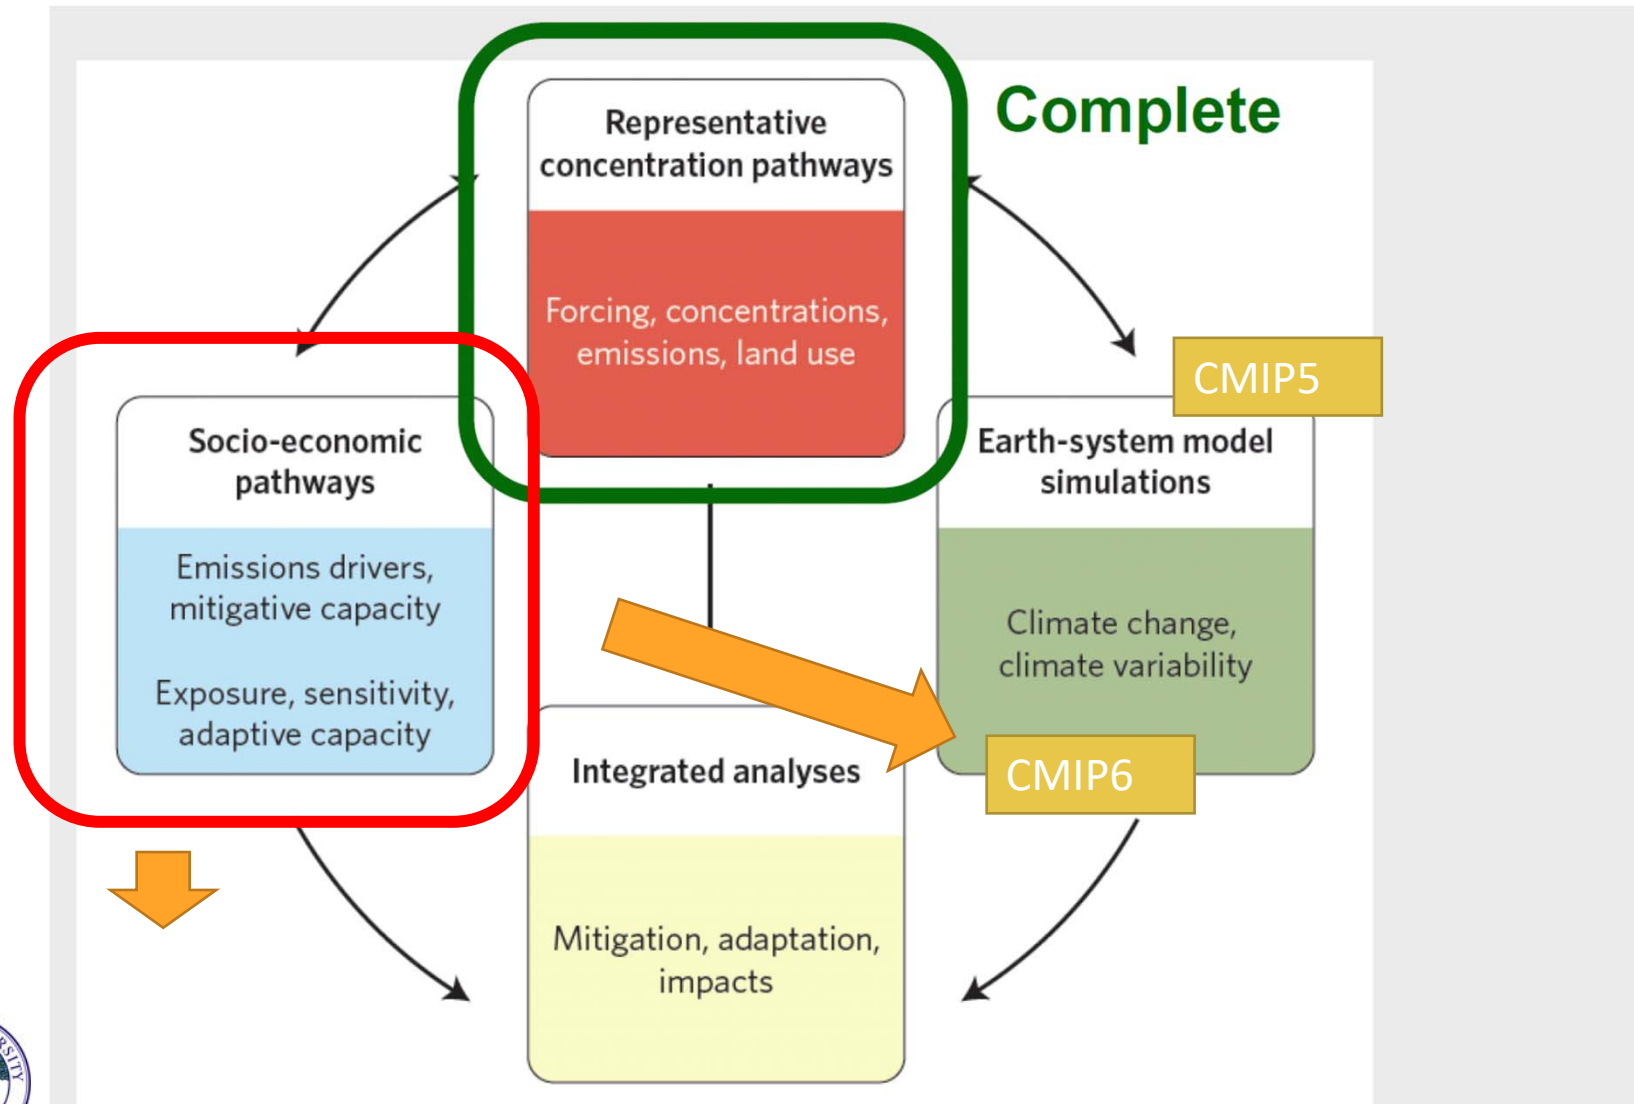 Complete
Representative
concentration pathways
Forcing, concentrations,
emissions, land use
CMIP5
Socio-economic
pathways
Emissions drivers,
mitigative capacity
Exposure, sensitivity,
adaptive capacity
Earth-system model
simulations
Climate change,
climate variability
CMIP6
Integrated analyses
Mitigation, adaptation,
impacts